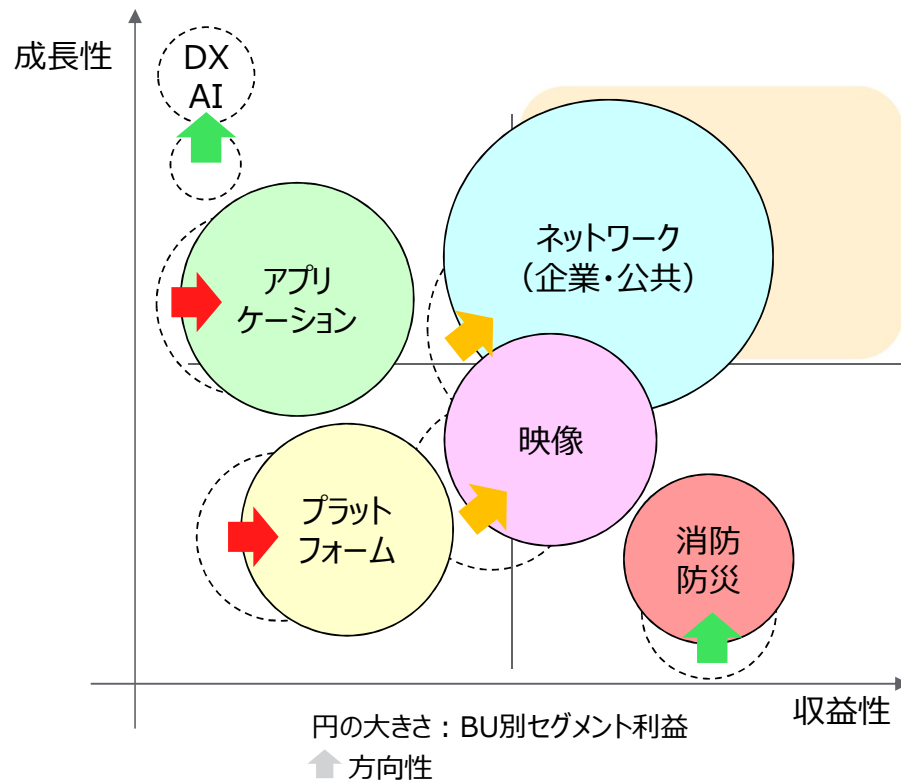 成長性
DX
AI
ネットワーク
（企業・公共）
アプリ
ケーション
映像
プラット
フォーム
消防
防災
収益性
円の大きさ：BU別セグメント利益
方向性